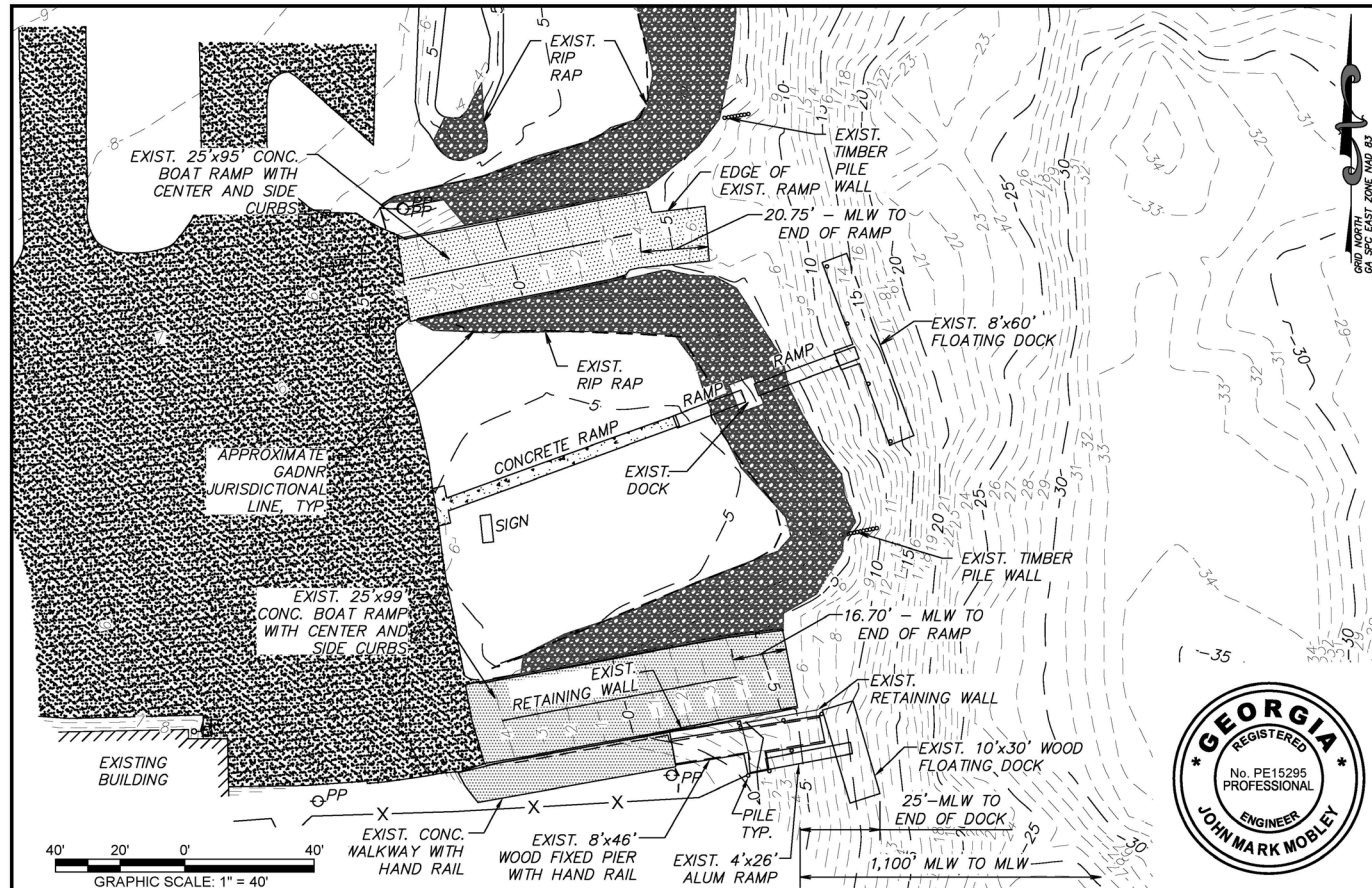 EXIST.
RIP
RAP
EXIST. 25'x95' CONC.
BOAT RAMP WITH
CENTER AND SIDE
CURBS
PP
PP
EXIST.
TIMBER
PILE
WALL
EDGE OF
EXIST. RAMP
20.75' - MLW TO
END OF RAMP
GRID NORTH
GA SPC EAST ZONE NAD 83
EXIST. 8'x60'
FLOATING DOCK
EXIST.
RIP RAP
RAMP
RAMP
CONCRETE RAMP
EXIST.
DOCK
APPROXIMATE
GADNR
JURISDICTIONAL
LINE, TYP.
SIGN
EXIST. TIMBER
PILE WALL
EXIST. 25'x99'
CONC. BOAT RAMP
WITH CENTER AND
SIDE CURBS
16.70' - MLW TO
END OF RAMP
EXIST.
RETAINING WALL
EXIST.
RETAINING WALL
EXISTING
BUILDING
PP
PP
X
X
X
EXIST. 10'x30' WOOD
FLOATING DOCK
PILE
TYP.
25'-MLW TO
END OF DOCK
1,100' MLW TO MLW
EXIST. CONC.
WALKWAY WITH
HAND RAIL
EXIST. 8'x46'
WOOD FIXED PIER
WITH HAND RAIL
EXIST. 4'x26'
ALUM RAMP
40' 20' 0' 40'
GRAPHIC SCALE: 1" = 40'
* GEORGIA *
REGISTERED
No. PE15295
PROFESSIONAL
ENGINEER
JOHN MARK MOBLEY